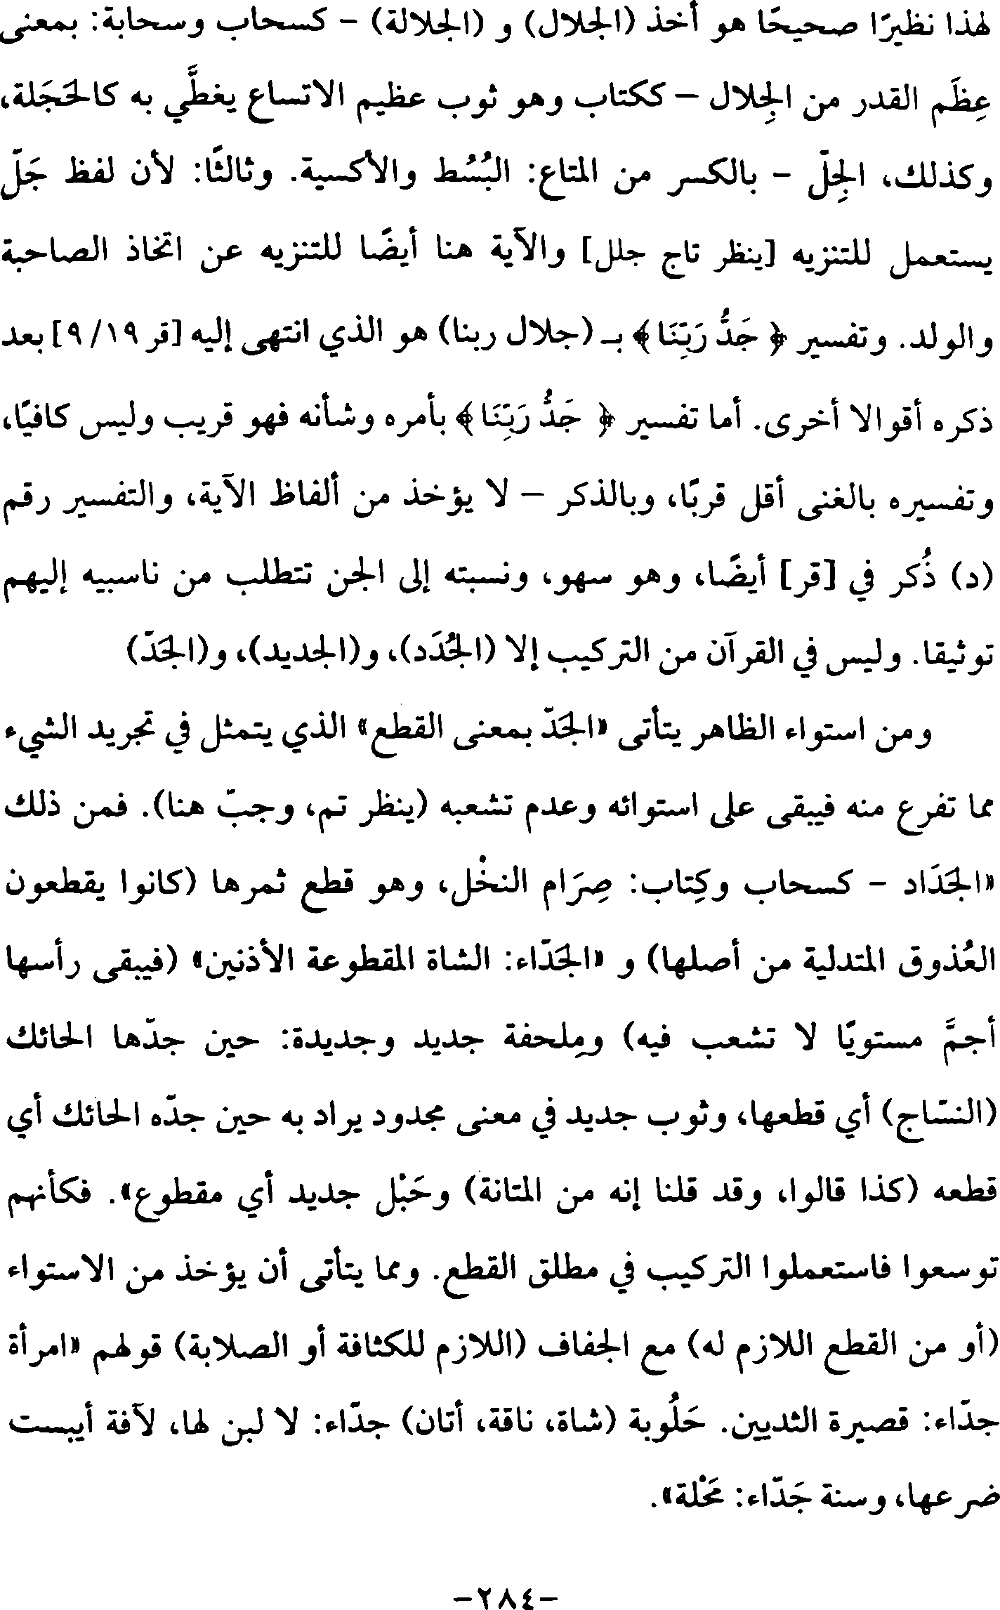 لهذا نظيرًا صحيحًا هو أخذ (الجلال) و (الجلالة) – كسحاب وسحابة: بمعنى
عِظَم القدر من الجِلال – ككتاب وهو ثوب عظيم الاتساع يغطَّي به كالحَجَلة،
وكذلك، الجِلّ – بالكسر من المتاع: البُسُط والأكسية. وثالثًا: لأن لفظ جَلّ
يستعمل للتنزيه [ينظر تاج جلل] والآية هنا أيضًا للتنزيه عن اتخاذ الصاحبة
والولد. وتفسير ﴿ جَدُّ رَبِّنَا ﴾ بـ (جلال ربنا) هو الذي انتهى إليه [قر ١٩/ ٩] بعد
ذكره أقوالا أخرى. أما تفسير ﴿ جَدُّ رَبِّنَا ﴾ بأمره وشأنه فهو قريب وليس كافيًا،
وتفسيره بالغنى أقل قربًا، وبالذكر – لا يؤخذ من ألفاظ الآية، والتفسير رقم
(د) ذُكر في [قر] أيضًا، وهو سهو، ونسبته إلى الجن تتطلب من ناسبيه إليهم
توثيقا. وليس في القرآن من التركيب إلا (الجُدَد)، و(الجديد)، و(الجَدّ)
ومن استواء الظاهر يتأتى «الجَدّ بمعنى القطع» الذي يتمثل في تجريد الشيء
مما تفرع منه فيبقى على استوائه وعدم تشعبه (ينظر تم، وجبّ هنا). فمن ذلك
«الجَدَاد – كسحاب وكِتاب: صِرَام النخْل، وهو قطع ثمرها (كانوا يقطعون
العُذوق المتدلية من أصلها) و «الجَدّاء: الشاة المقطوعة الأذنين» (فيبقى رأسها
أجمَّ مستويًا لا تشعب فيه) ومِلحفة جديد وجديدة: حين جدّها الحائك
(النسّاج) أي قطعها، وثوب جديد في معنى مجدود يراد به حين جدّه الحائك أي
قطعه (كذا قالوا، وقد قلنا إنه من المتانة) وحَبْل جديد أي مقطوع». فكأنهم
توسعوا فاستعملوا التركيب في مطلق القطع. ومما يتأتى أن يؤخذ من الاستواء
(أو من القطع اللازم له) مع الجفاف (اللازم للكثافة أو الصلابة) قولهم «امرأة
جدّاء: قصيرة الثديين. حَلُوبة (شاة، ناقة، أتان) جدّاء: لا لبن لها، لآفة أيبست
ضرعها، وسنة جَدّاء: مَحْلة».
-٢٨٤-